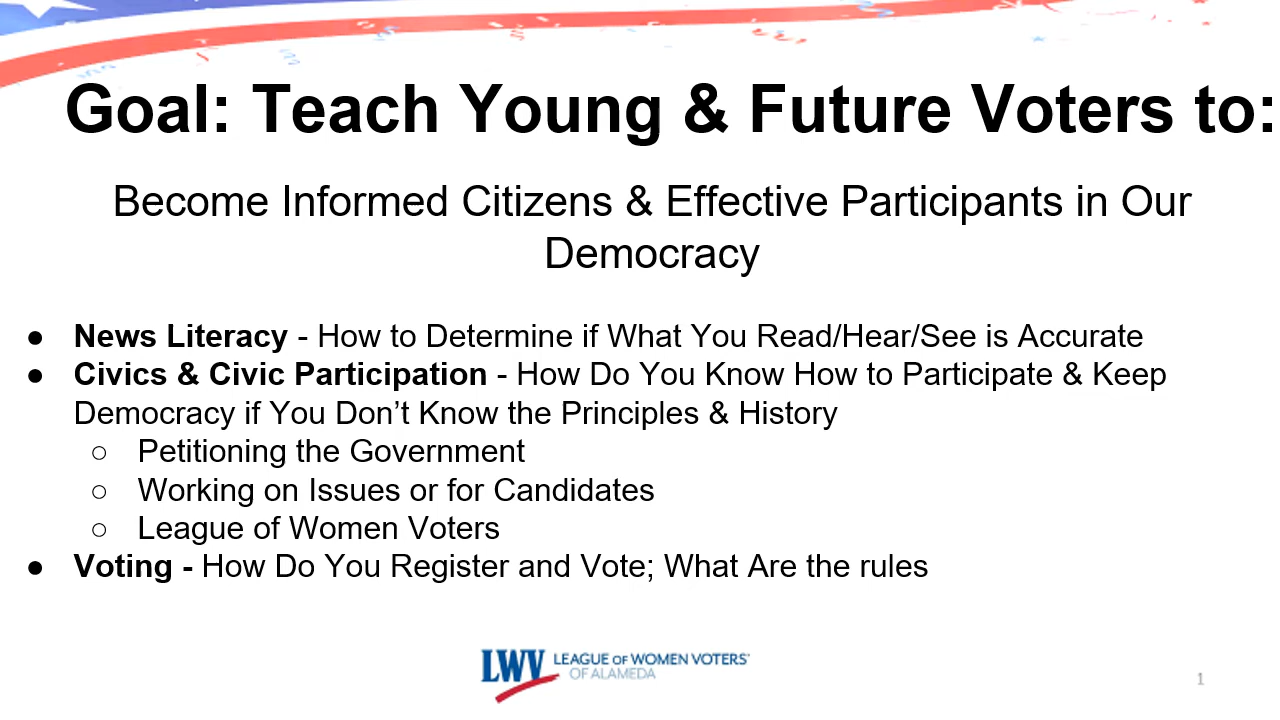 Goal: Teach Young & Future Voters to:
Become Informed Citizens & Effective Participants in Our
Democracy
● News Literacy - How to Determine if What You Read/Hear/See is Accurate
● Civics & Civic Participation - How Do You Know How to Participate & Keep
Democracy if You Don’t Know the Principles & History
○ Petitioning the Government
○ Working on Issues or for Candidates
○ League of Women Voters
● Voting - How Do You Register and Vote; What Are the rules
LWV LEAGUE OF WOMEN VOTERS®
OF ALAMEDA
1